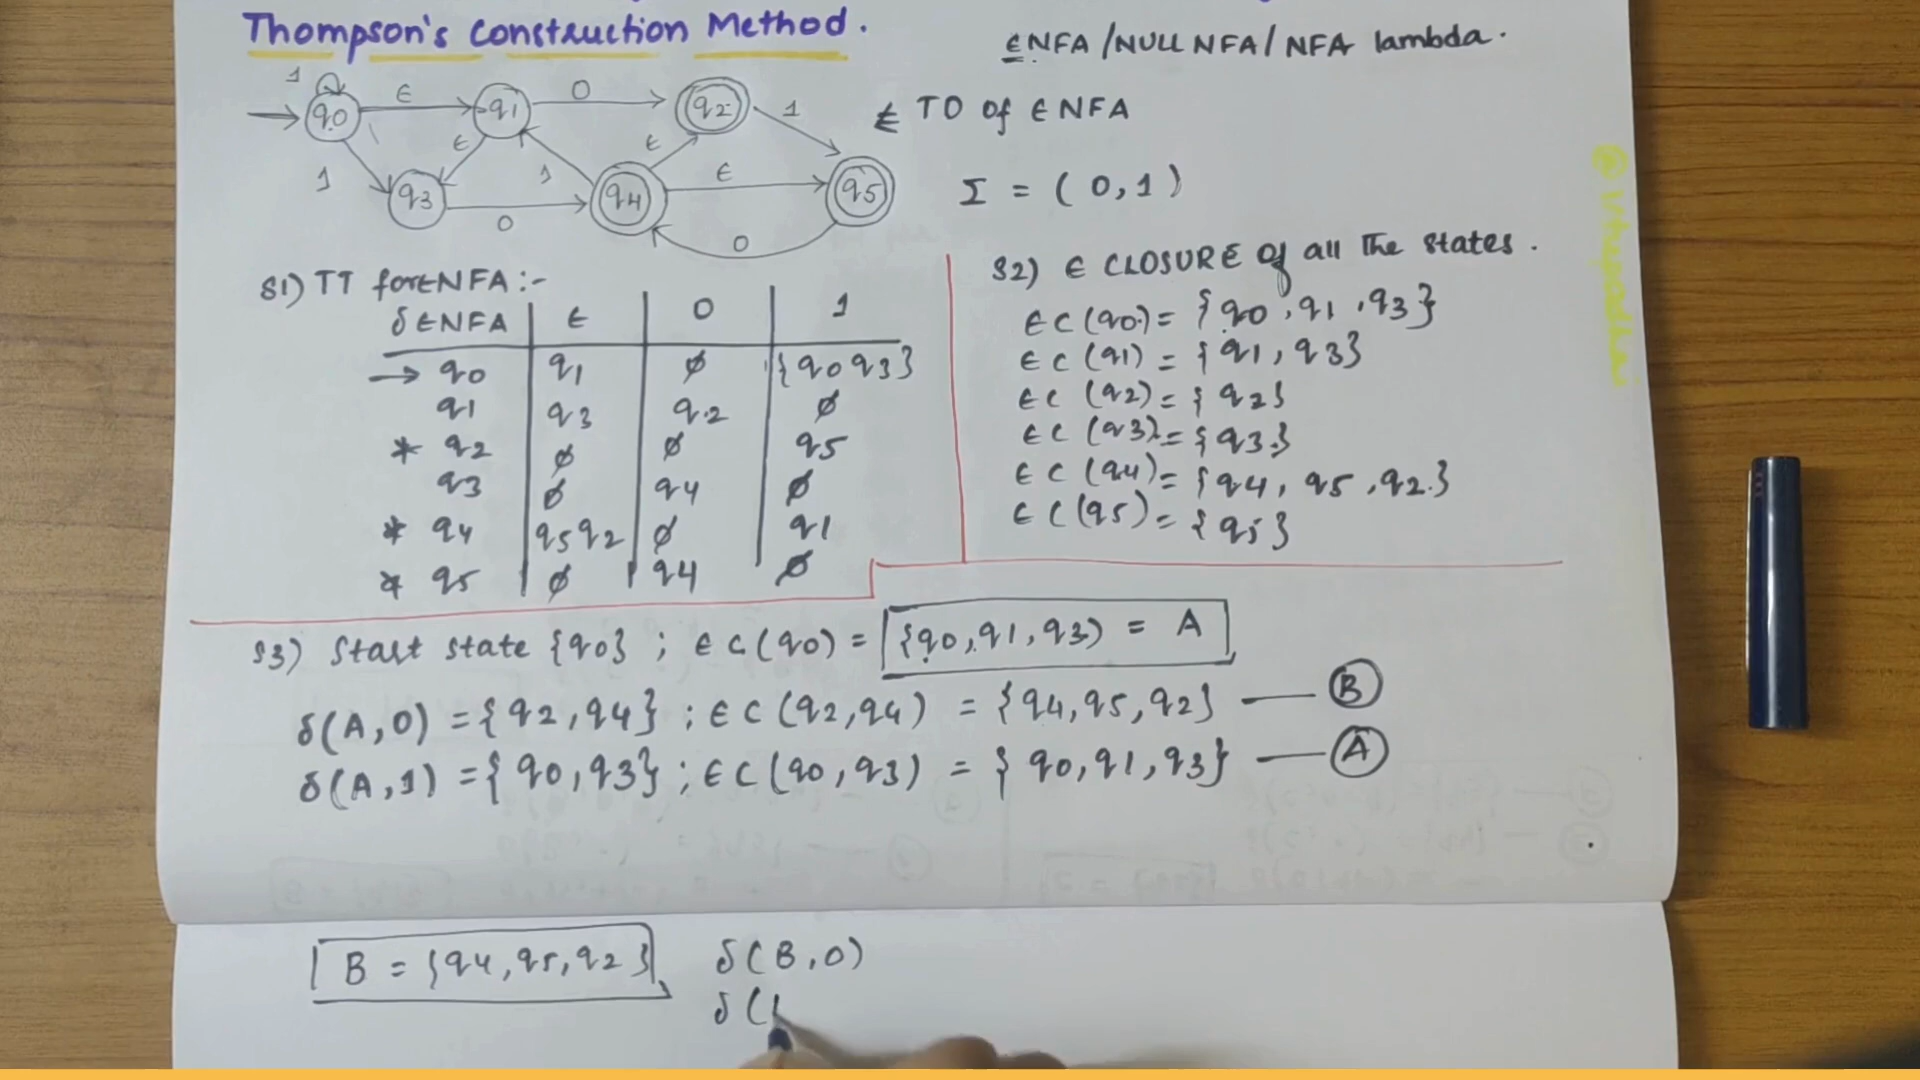 Thompson's Construction Method.
ENFA/NULL NFA/ NFA lambda.
1
q0
ϵ
q1
0
q2
1
ϵ TD of ϵ NFA
1
ϵ
q3
0
1
q4
ϵ
ϵ
q5
0
Σ = (0,1)
S1) TT for ϵNFA :-
δ ϵNFA | ϵ | 0 | 1
→ q0 | q1 | ϕ | {q0 q3}
q1 | q3 | q2 | ϕ
* q2 | ϕ | ϕ | q5
q3 | ϕ | q4 | ϕ
* q4 | q5 q2 | ϕ | q1
* q5 | ϕ | q4 | ϕ
S2) ϵ CLOSURE of all The states.
ϵC(q0) = {q0, q1, q3}
ϵC(q1) = {q1, q3}
ϵC(q2) = {q2}
ϵC(q3) = {q3}
ϵC(q4) = {q4, q5, q2}
ϵC(q5) = {q5}
S3) Start state {q0} ; ϵC(q0) = {q0, q1, q3) = A
δ(A,0) = {q2,q4} ; ϵC(q2,q4) = {q4,q5,q2} — B
δ(A,1) = {q0,q3} ; ϵC(q0,q3) = {q0,q1,q3} — A
B = {q4,q5,q2} δ(B,0)
δ(